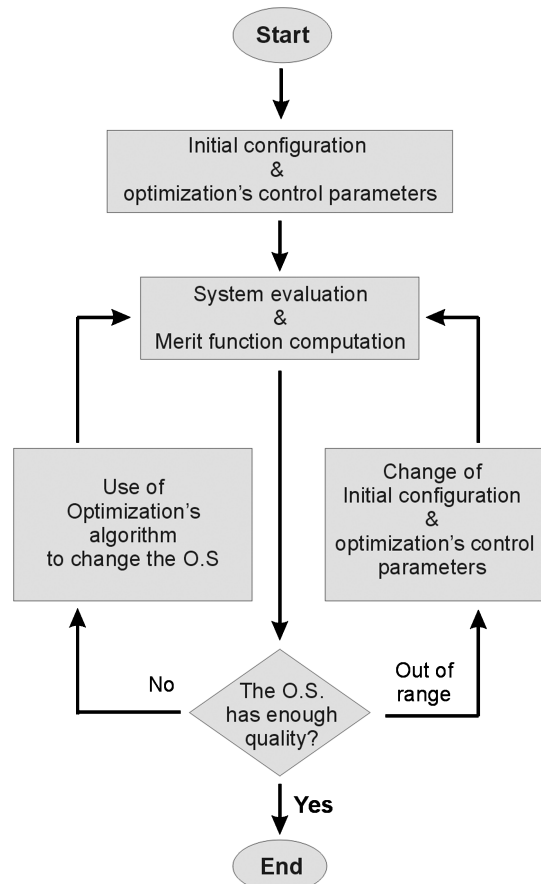 Start
Initial configuration
&
optimization's control parameters
System evaluation
&
Merit function computation
Use of
Optimization's
algorithm
to change the O.S
Change of
Initial configuration
&
optimization's control
parameters
No
The O.S.
has enough
quality?
Out of
range
Yes
End